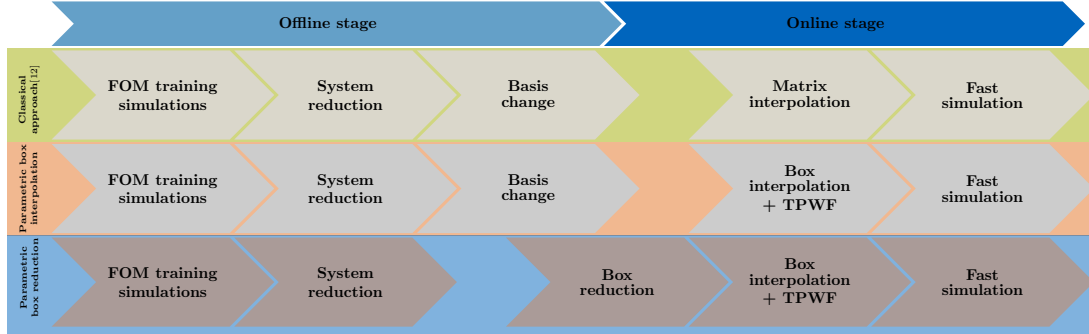 Offline stage
Online stage
Classical
approach[12]
FOM training
simulations
System
reduction
Basis
change
Matrix
interpolation
Fast
simulation
Parametric box
interpolation
FOM training
simulations
System
reduction
Basis
change
Box
interpolation
+ TPWF
Fast
simulation
Parametric
box reduction
FOM training
simulations
System
reduction
Box
reduction
Box
interpolation
+ TPWF
Fast
simulation